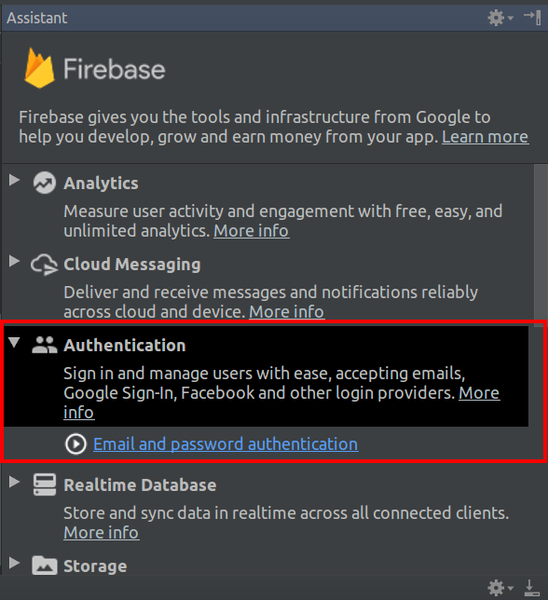 Assistant
Firebase
Firebase gives you the tools and infrastructure from Google to
help you develop, grow and earn money from your app. Learn more
Analytics
Measure user activity and engagement with free, easy, and
unlimited analytics. More info
Cloud Messaging
Deliver and receive messages and notifications reliably
across cloud and device. More info
Authentication
Sign in and manage users with ease, accepting emails,
Google Sign-In, Facebook and other login providers. More
info
Email and password authentication
Realtime Database
Store and sync data in realtime across all connected clients.
More info
Storage